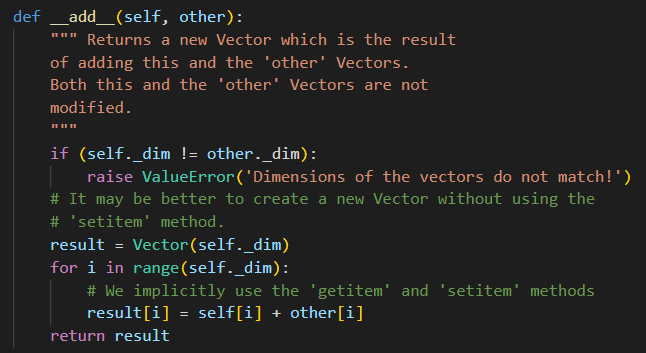 def __add__(self, other):
    """ Returns a new Vector which is the result
    of adding this and the 'other' Vectors.
    Both this and the 'other' Vectors are not
    modified.
    """
    if (self._dim != other._dim):
        raise ValueError('Dimensions of the vectors do not match!')
    # It may be better to create a new Vector without using the
    # 'setitem' method.
    result = Vector(self._dim)
    for i in range(self._dim):
        # We implicitly use the 'getitem' and 'setitem' methods
        result[i] = self[i] + other[i]
    return result